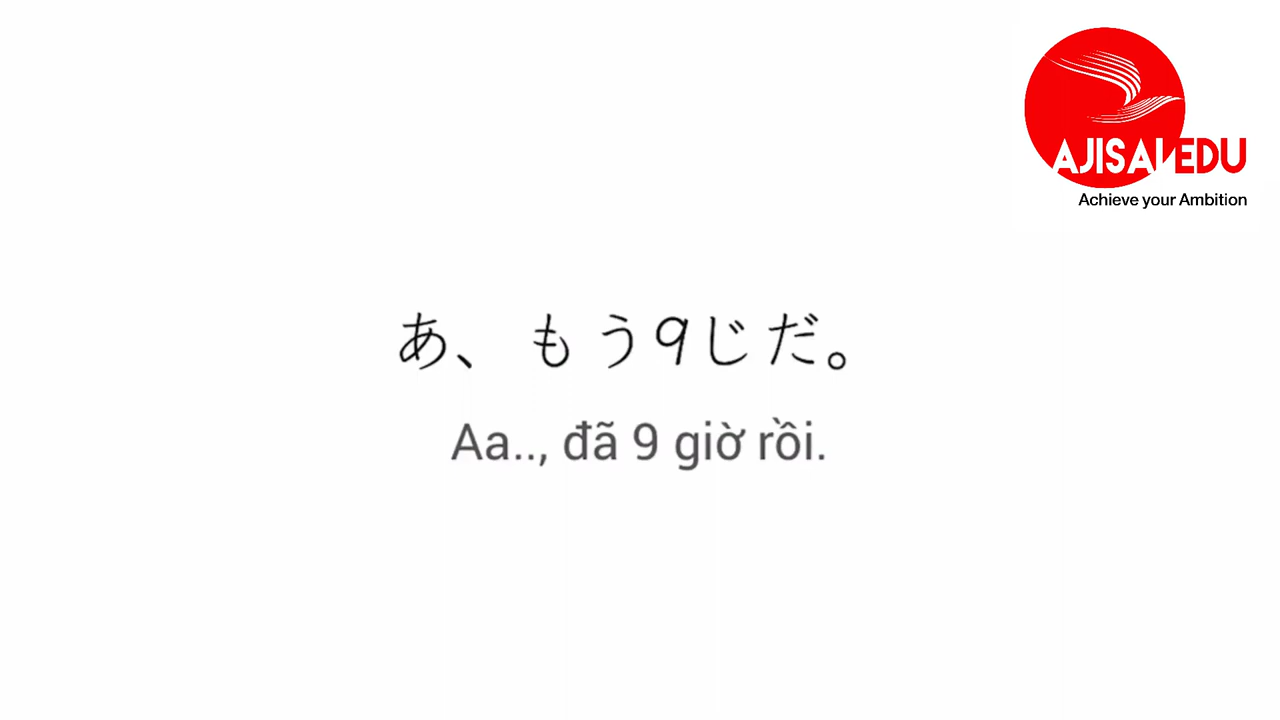 AJISAI EDU
Achieve your Ambition
あ、もう9じだ。
Aa.., đã 9 giờ rồi.